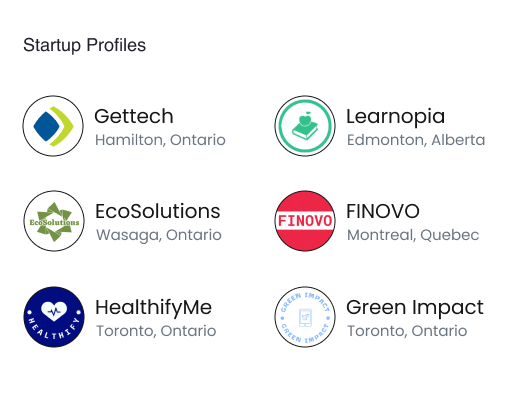 Startup Profiles
Gettech
Hamilton, Ontario
Learnopia
Edmonton, Alberta
EcoSolutions
EcoSolutions
Wasaga, Ontario
FINOVO
FINOVO
Montreal, Quebec
HEALTHIFY
HealthifyMe
Toronto, Ontario
GREEN IMPACT
GREEN IMPACT
Green Impact
Toronto, Ontario